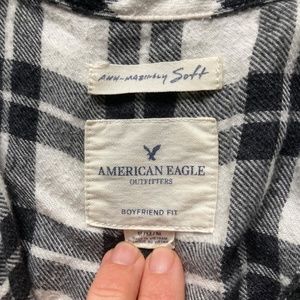 AHH-MAZINGLY Soft
AMERICAN EAGLE
OUTFITTERS
BOYFRIEND FIT